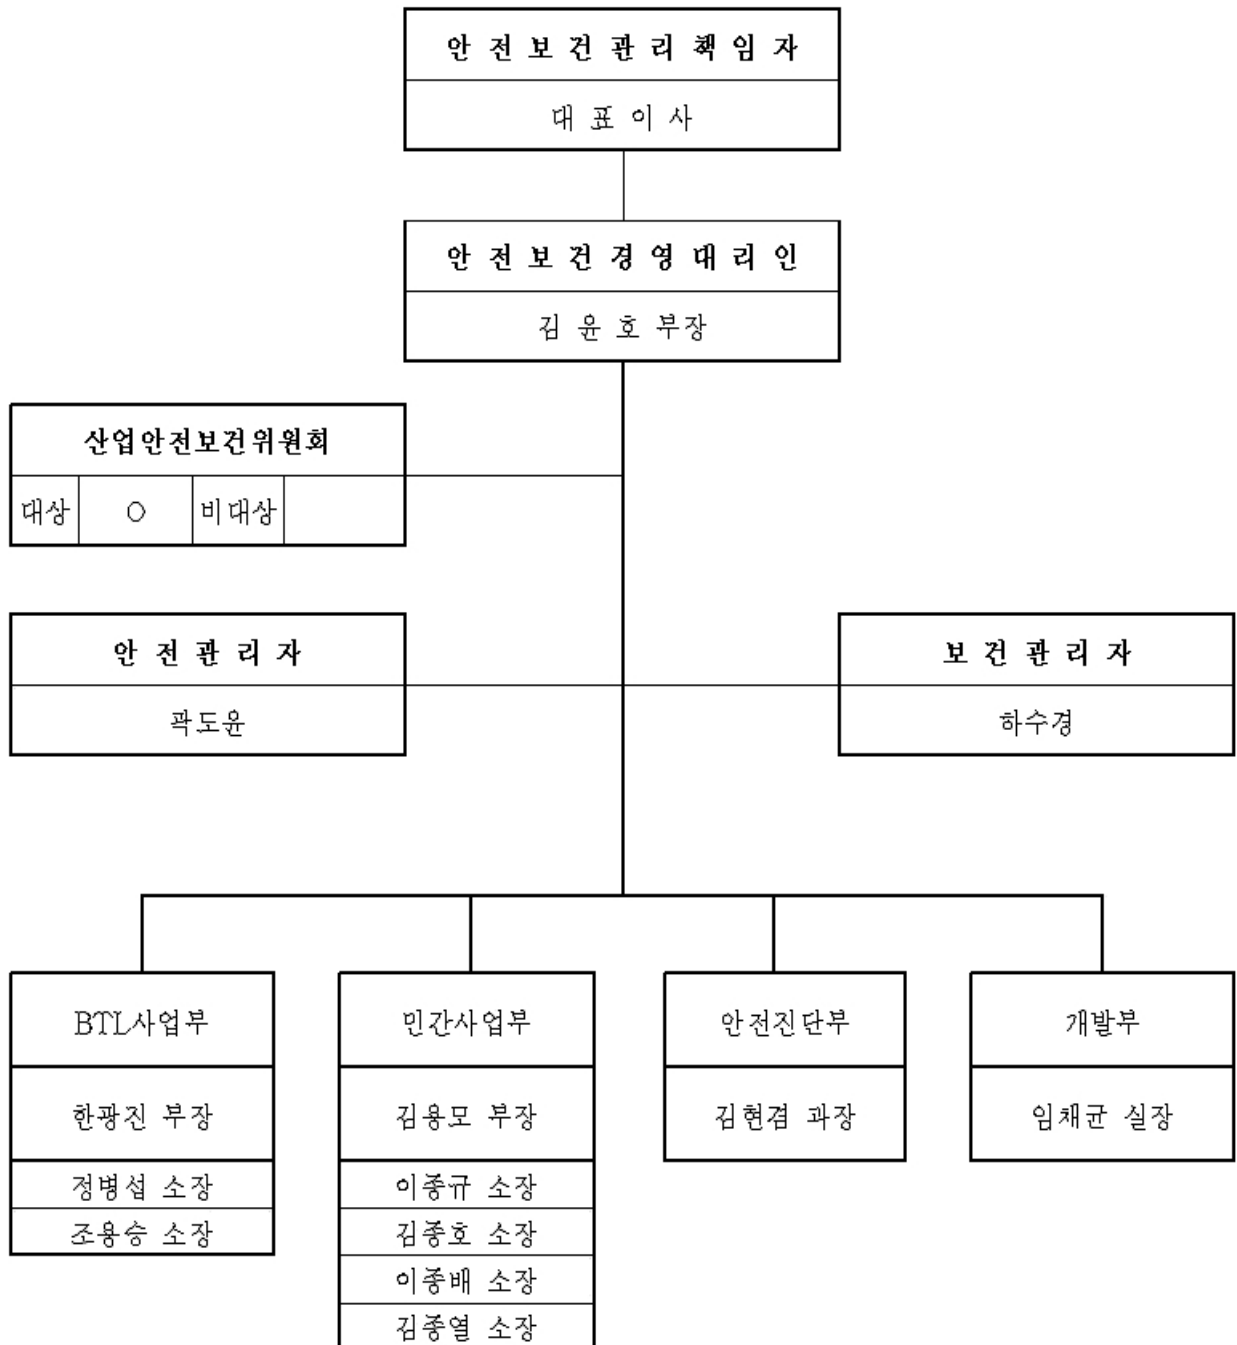 안 전 보 건 관 리 책 임 자
대 표 이 사
안 전 보 건 경 영 대 리 인
김 윤 호 부장
산업안전보건위원회
대상 ○ 비대상
안 전 관 리 자
보 건 관 리 자
곽도윤
하수경
BTL사업부 민간사업부 안전진단부 개발부
한광진 부장 김용모 부장 김현겸 과장 임채균 실장
정병섭 소장 이종규 소장
조용승 소장 김종호 소장
이종배 소장
김종열 소장